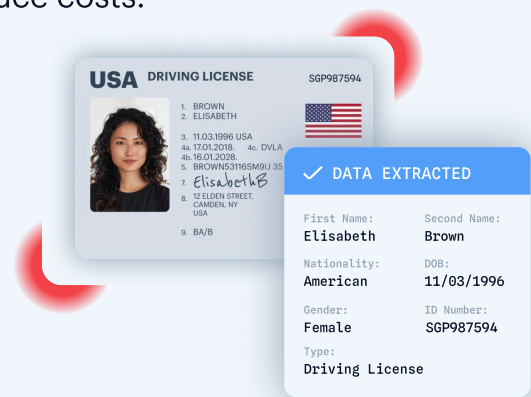 uce costs.
USA DRIVING LICENSE SGP987594
1. BROWN
2. ELISABETH
3. 11.03.1996 USA
4a. 17.01.2018. 4c. DVLA
4b. 16.01.2028.
5. BROWN53116SM9IJ 35
7. ElisabethB
8. 12 ELDEN STREET,
CAMDEN, NY
USA
9. BA/B
DATA EXTRACTED
First Name: Second Name:
Elisabeth Brown
Nationality: DOB:
American 11/03/1996
Gender: ID Number:
Female SGP987594
Type:
Driving License